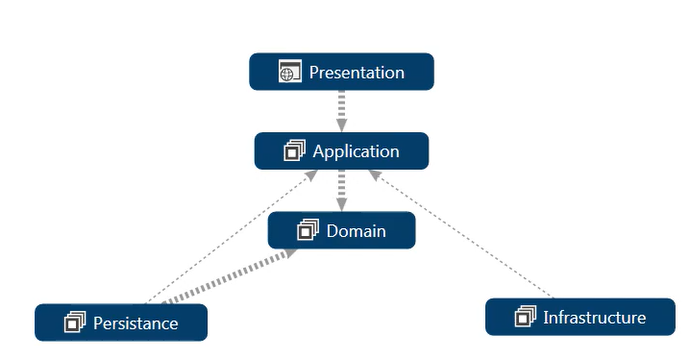 Presentation
Application
Domain
Persistance
Infrastructure